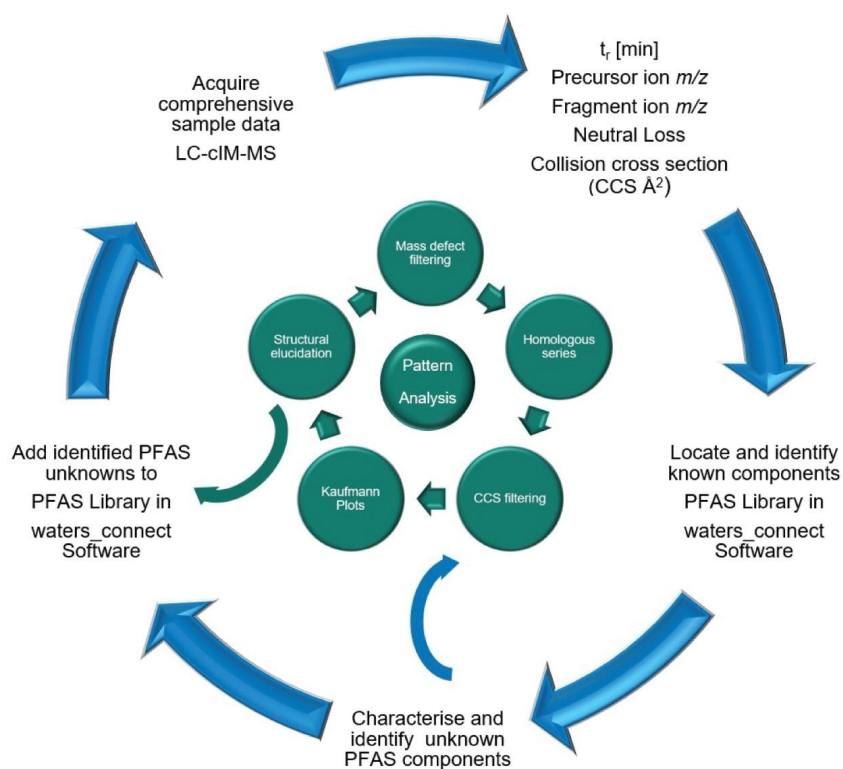 Acquire
comprehensive
sample data
LC-cIM-MS
tᵣ [min]
Precursor ion m/z
Fragment ion m/z
Neutral Loss
Collision cross section
(CCS Å²)
Locate and identify
known components
PFAS Library in
waters_connect
Software
Characterise and
identify unknown
PFAS components
Add identified PFAS
unknowns to
PFAS Library in
waters_connect
Software
Mass defect
filtering
Homologous
series
CCS filtering
Kaufmann
Plots
Structural
elucidation
Pattern
Analysis